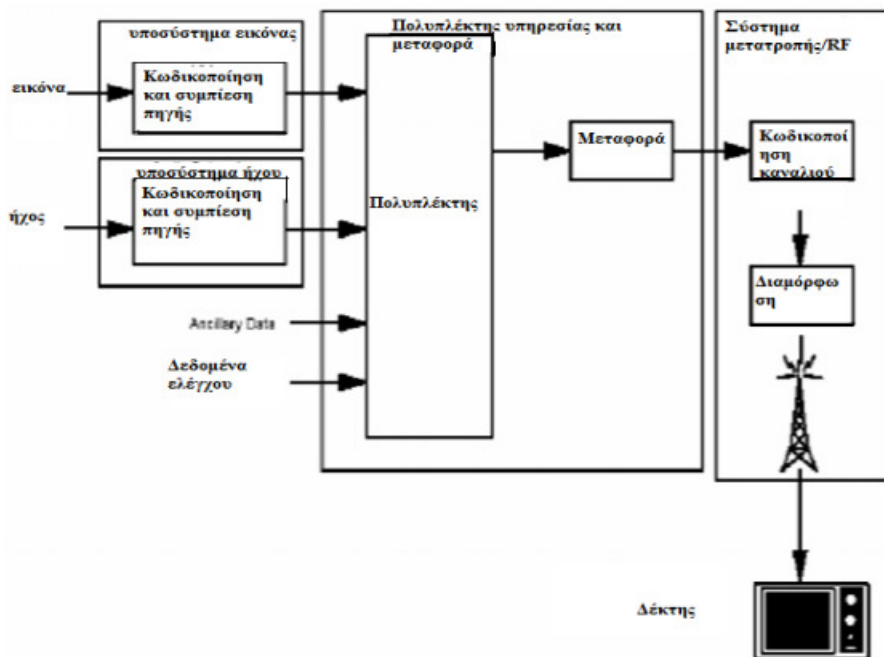 υποσύστημα εικόνας
εικόνα
Κωδικοποίηση
και συμπίεση
πηγής
υποσύστημα ήχου
ήχος
Κωδικοποίηση
και συμπίεση
πηγής
Ancillary Data
Δεδομένα
ελέγχου
Πολυπλέκτης υπηρεσίας και
μεταφορά
Πολυπλέκτης
Μεταφορά
Σύστημα
μετατροπής/RF
Κωδικοποί
ηση
καναλιού
Διαμόρφω
ση
Δέκτης